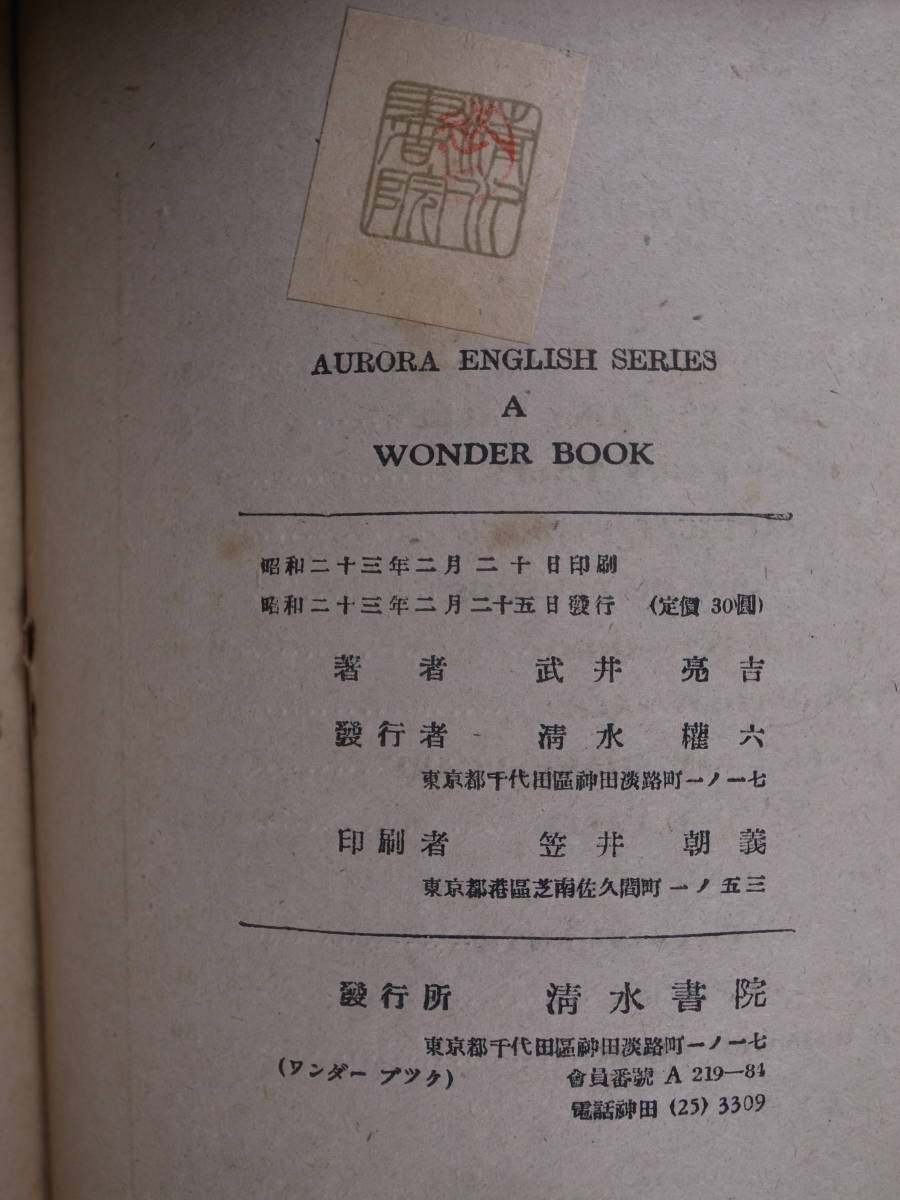 清水書院
AURORA ENGLISH SERIES
A
WONDER BOOK
昭和二十三年二月二十日印刷
昭和二十三年二月二十五日發行 (定價 30圓)
著者 武井亮吉
發行者 淸水權六
東京都千代田區神田淡路町一ノ一七
印刷者 笠井朝義
東京都港區芝南佐久間町一ノ五三
發行所 淸水書院
東京都千代田區神田淡路町一ノ一七
(ワンダー ブツク) 會員番號 A 219—84
電話神田 (25) 3309